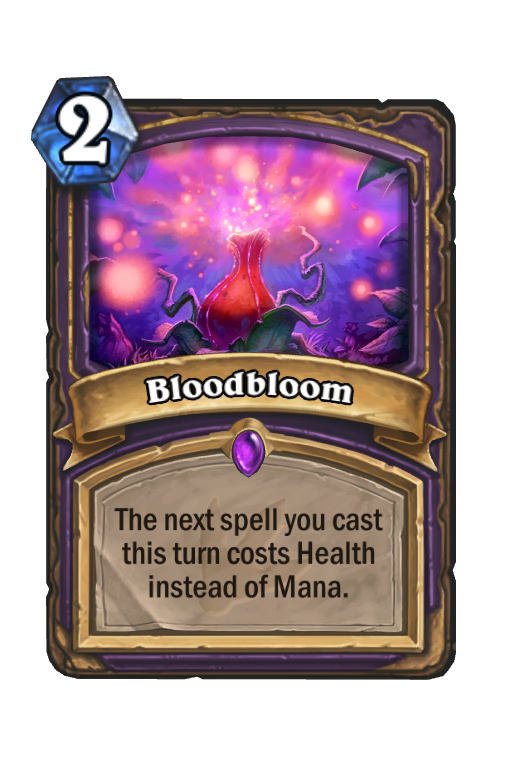 2
Bloodbloom
The next spell you cast
this turn costs Health
instead of Mana.